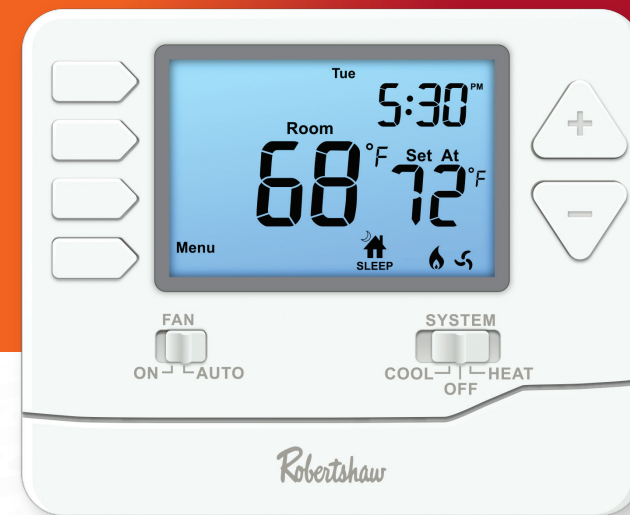 Tue
5:30 PM
Room
68 °F
Set At
72 °F
Menu
SLEEP
FAN
ON AUTO
SYSTEM
COOL HEAT
OFF
Robertshaw